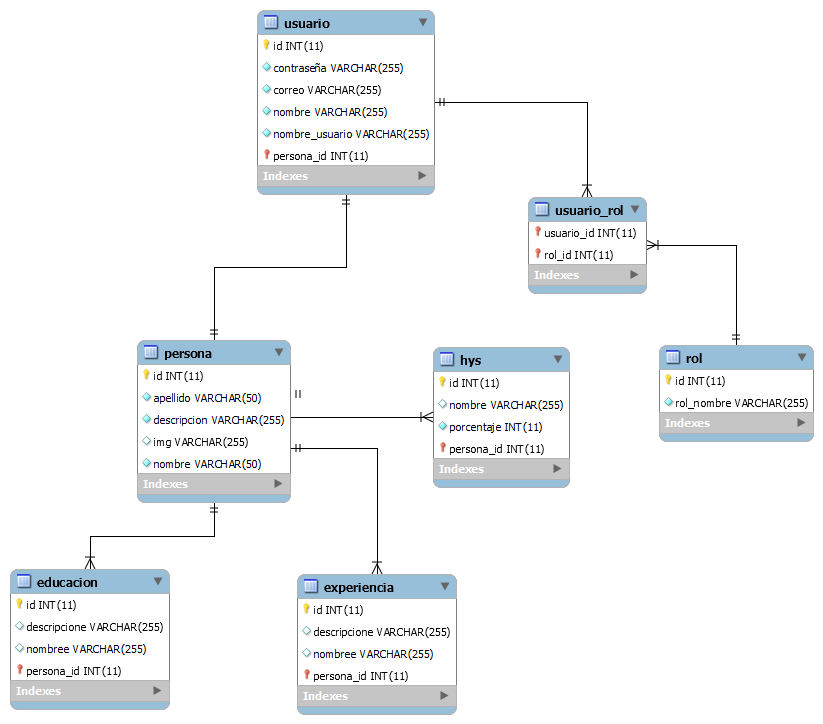 usuario
id INT(11)
contraseña VARCHAR(255)
correo VARCHAR(255)
nombre VARCHAR(255)
nombre_usuario VARCHAR(255)
persona_id INT(11)
Indexes
usuario_rol
usuario_id INT(11)
rol_id INT(11)
Indexes
persona
id INT(11)
apellido VARCHAR(50)
descripcion VARCHAR(255)
img VARCHAR(255)
nombre VARCHAR(50)
Indexes
hys
id INT(11)
nombre VARCHAR(255)
porcentaje INT(11)
persona_id INT(11)
Indexes
rol
id INT(11)
rol_nombre VARCHAR(255)
Indexes
educacion
id INT(11)
descripcione VARCHAR(255)
nombree VARCHAR(255)
persona_id INT(11)
Indexes
experiencia
id INT(11)
descripcione VARCHAR(255)
nombree VARCHAR(255)
persona_id INT(11)
Indexes